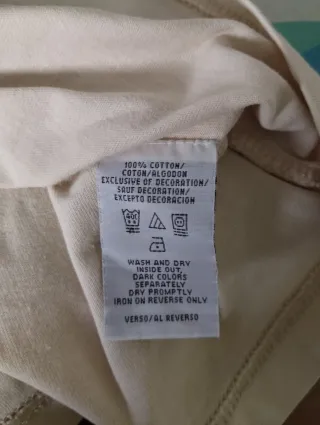 100% COTTON/
COTON/ALGODON
EXCLUSIVE OF DECORATION/
SAUF DECORATION/
EXCEPTO DECORACION
WASH AND DRY
INSIDE OUT,
DARK COLORS
SEPARATELY
DRY PROMPTLY
IRON ON REVERSE ONLY
VERSO/AL REVERSO